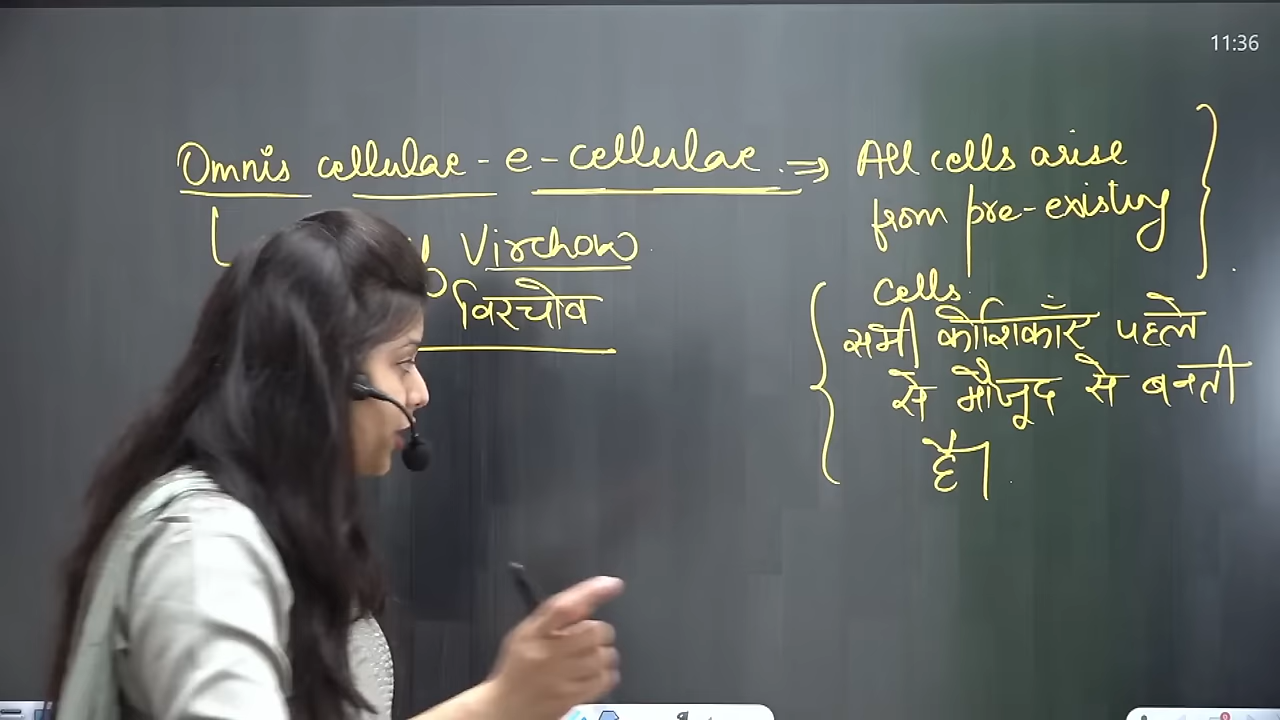 11:36
Omnis cellulae - e - cellulae. ⇒ All cells arise
from pre-existing
cells.
Virchow
विरचोव
सभी कोशिकाँए पहले
से मौजूद से बनती
है।